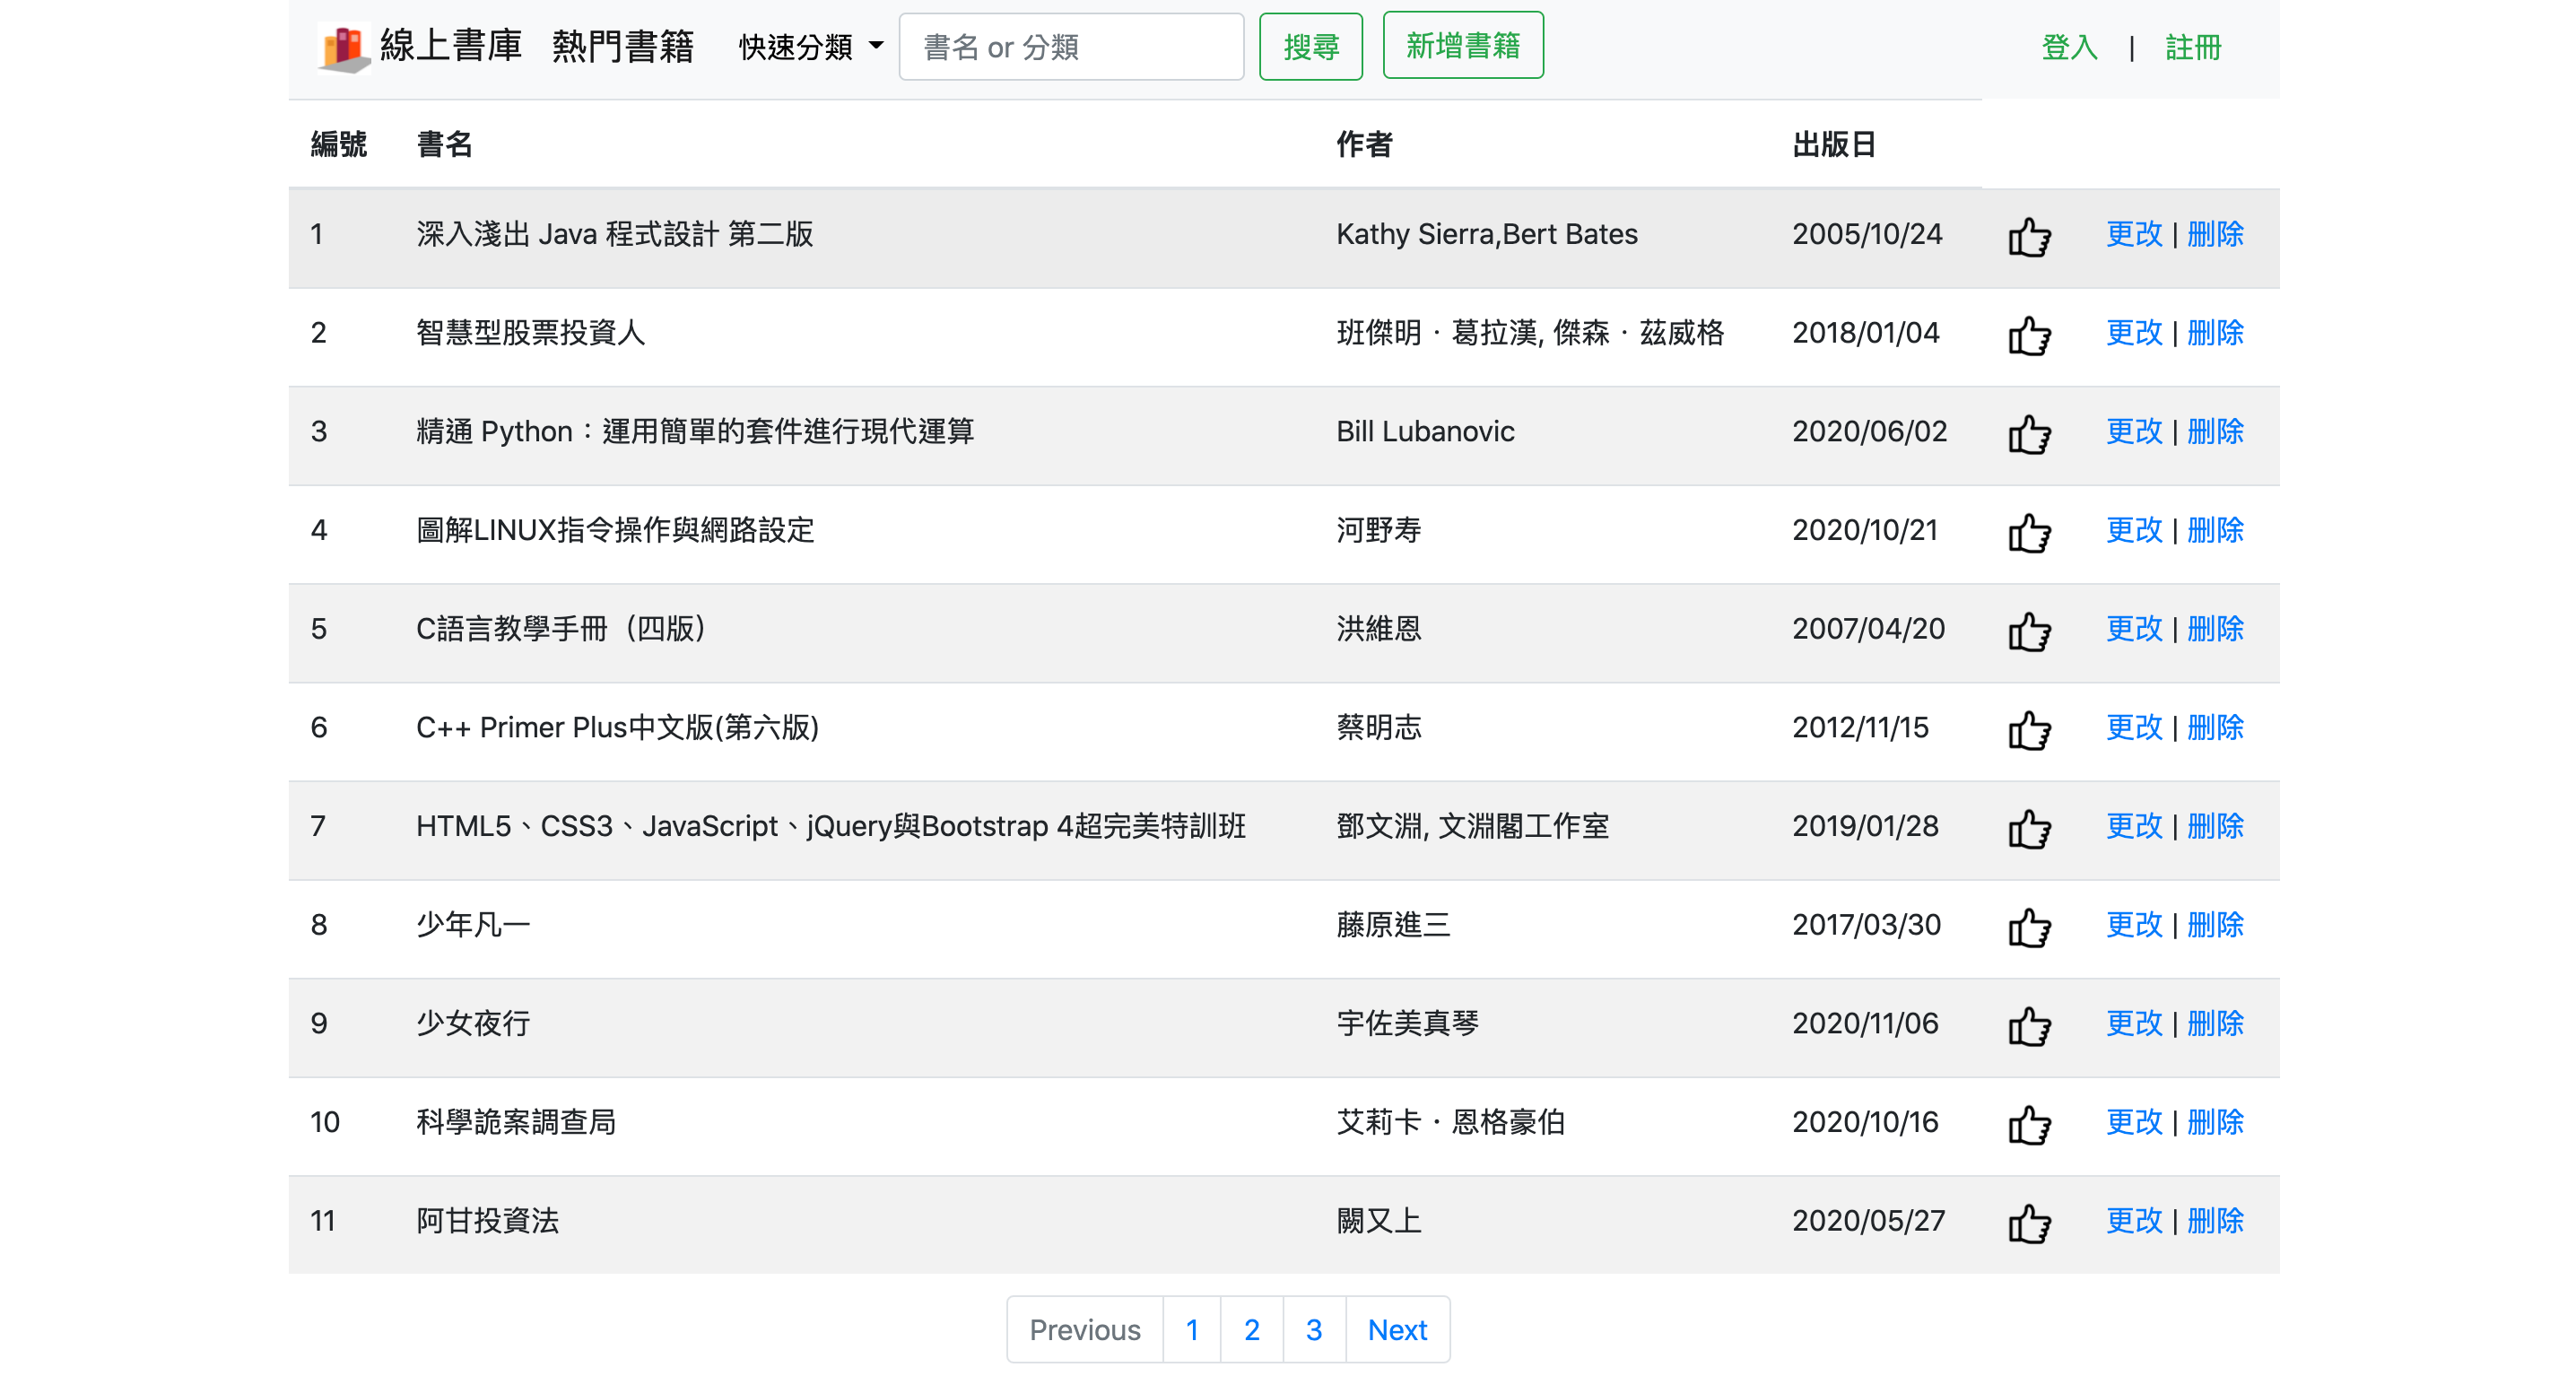 線上書庫 熱門書籍 快速分類 書名 or 分類 搜尋 新增書籍 登入 | 註冊
編號 書名 作者 出版日
1 深入淺出 Java 程式設計 第二版 Kathy Sierra,Bert Bates 2005/10/24 更改 | 刪除
2 智慧型股票投資人 班傑明．葛拉漢, 傑森．茲威格 2018/01/04 更改 | 刪除
3 精通 Python：運用簡單的套件進行現代運算 Bill Lubanovic 2020/06/02 更改 | 刪除
4 圖解LINUX指令操作與網路設定 河野寿 2020/10/21 更改 | 刪除
5 C語言教學手冊（四版） 洪維恩 2007/04/20 更改 | 刪除
6 C++ Primer Plus中文版(第六版) 蔡明志 2012/11/15 更改 | 刪除
7 HTML5、CSS3、JavaScript、jQuery與Bootstrap 4超完美特訓班 鄧文淵, 文淵閣工作室 2019/01/28 更改 | 刪除
8 少年凡一 藤原進三 2017/03/30 更改 | 刪除
9 少女夜行 宇佐美真琴 2020/11/06 更改 | 刪除
10 科學詭案調查局 艾莉卡・恩格豪伯 2020/10/16 更改 | 刪除
11 阿甘投資法 闕又上 2020/05/27 更改 | 刪除
Previous 1 2 3 Next